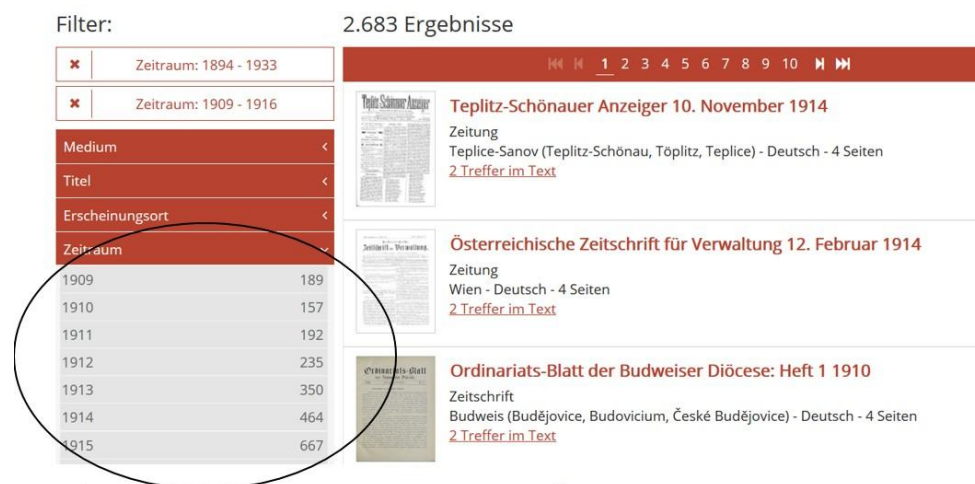 Filter:
✖ Zeitraum: 1894 - 1933
✖ Zeitraum: 1909 - 1916
Medium
Titel
Erscheinungsort
Zeitraum
1909 189
1910 157
1911 192
1912 235
1913 350
1914 464
1915 667
2.683 Ergebnisse
1 2 3 4 5 6 7 8 9 10
Teplitz-Schönauer Anzeiger
Teplitz-Schönauer Anzeiger 10. November 1914
Zeitung
Teplice-Sanov (Teplitz-Schönau, Töplitz, Teplice) - Deutsch - 4 Seiten
2 Treffer im Text
Österreichische Zeitschrift für Verwaltung 12. Februar 1914
Zeitung
Wien - Deutsch - 4 Seiten
2 Treffer im Text
Ordinariats-Blatt
Ordinariats-Blatt der Budweiser Diöcese: Heft 1 1910
Zeitschrift
Budweis (Budějovice, Budovicium, České Budějovice) - Deutsch - 4 Seiten
2 Treffer im Text